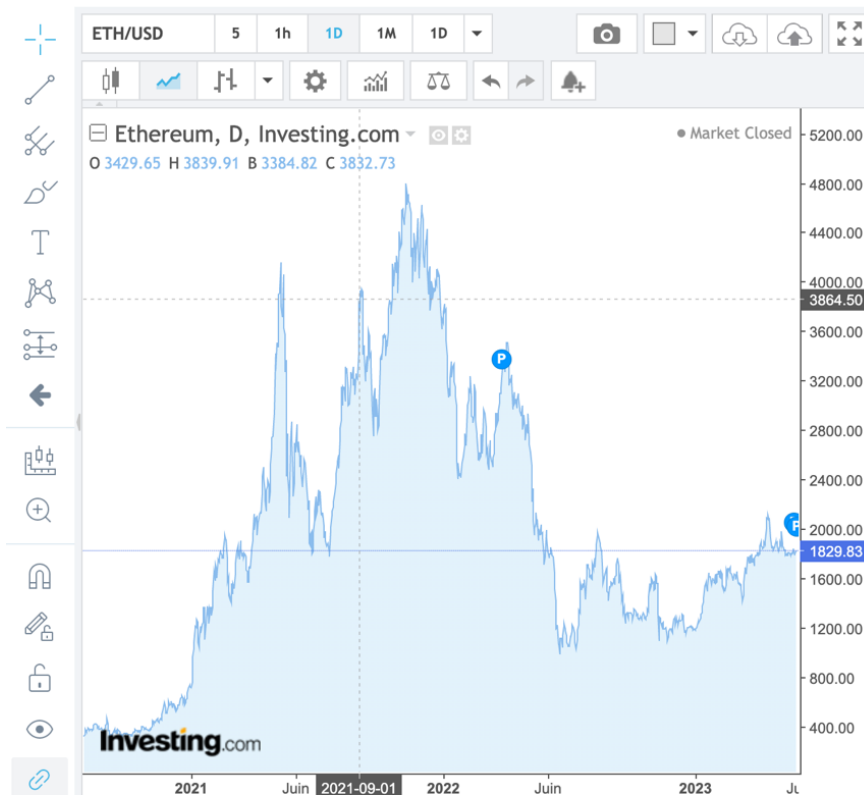 ETH/USD 5 1h 1D 1M 1D
Ethereum, D, Investing.com
Market Closed
O 3429.65 H 3839.91 B 3384.82 C 3832.73
5200.00
4800.00
4400.00
4000.00
3864.50
3600.00
3200.00
2800.00
2400.00
2000.00
1829.83
1600.00
1200.00
800.00
400.00
P
P
T
Investing.com
2021 Juin 2021-09-01 2022 Juin 2023 Ju